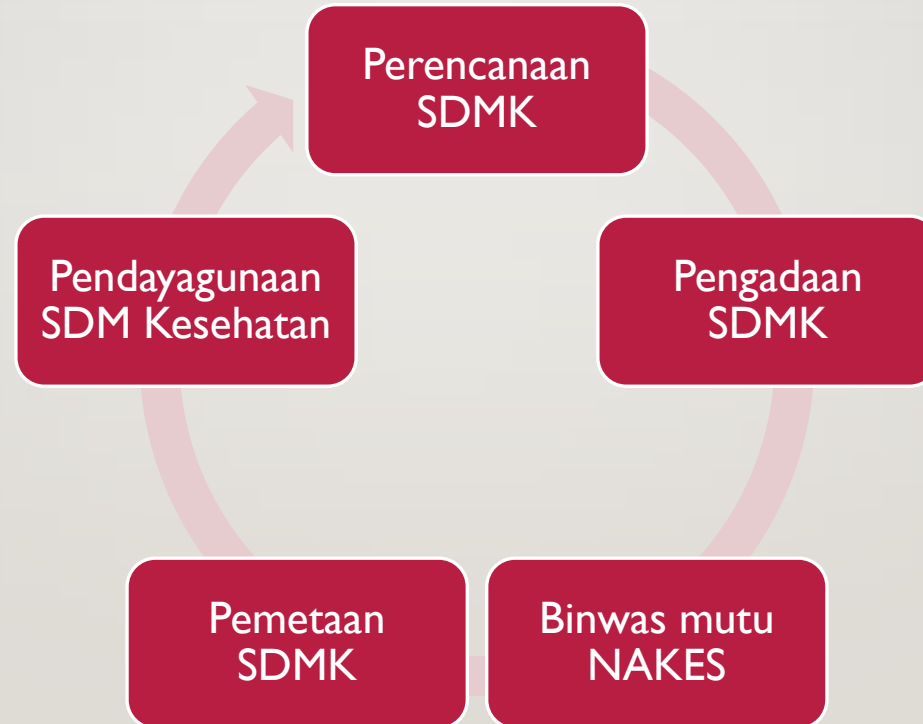 Perencanaan
SDMK
Pengadaan
SDMK
Binwas mutu
NAKES
Pemetaan
SDMK
Pendayagunaan
SDM Kesehatan